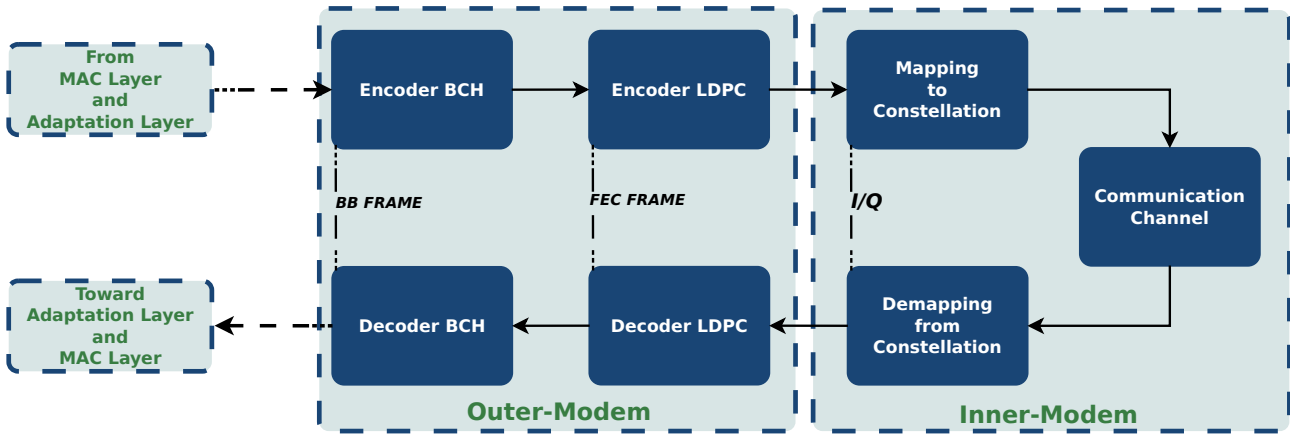 From
MAC Layer
and
Adaptation Layer
Encoder BCH
Encoder LDPC
Mapping
to
Constellation
Communication
Channel
BB FRAME
FEC FRAME
I/Q
Toward
Adaptation Layer
and
MAC Layer
Decoder BCH
Decoder LDPC
Demapping
from
Constellation
Outer-Modem
Inner-Modem